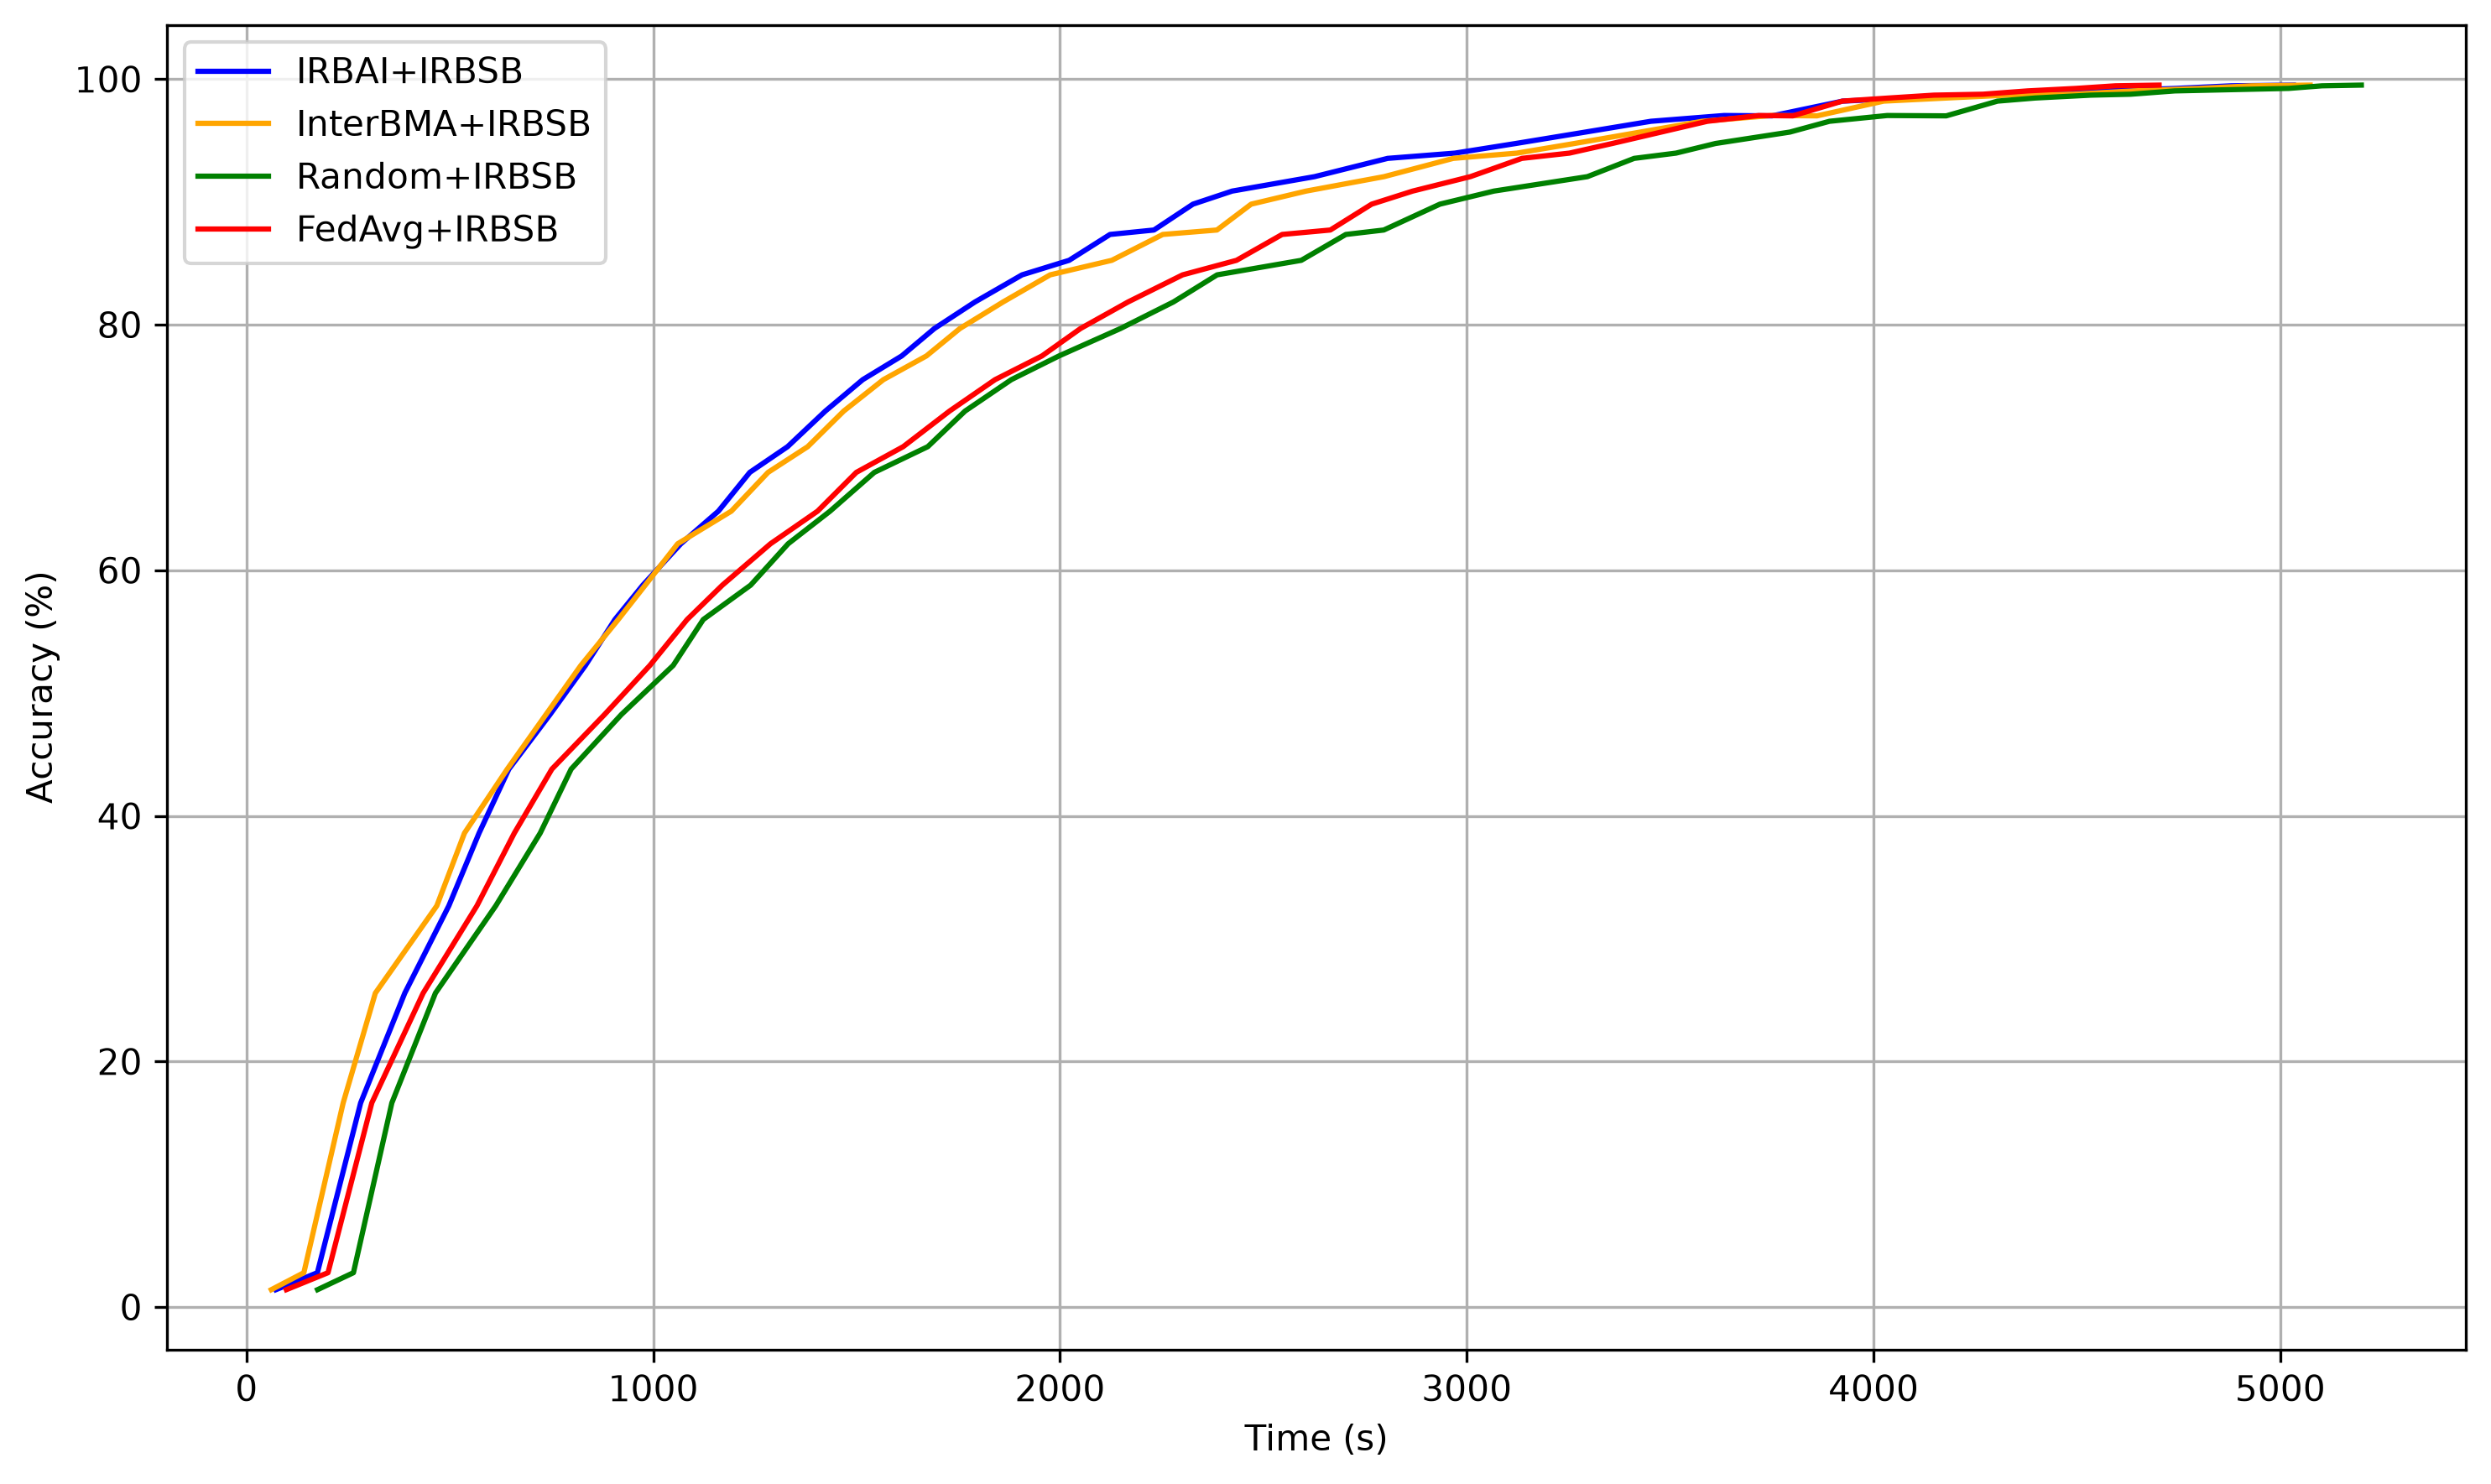 IRBAI+IRBSB
InterBMA+IRBSB
Random+IRBSB
FedAvg+IRBSB
100
80
60
40
20
0
Accuracy (%)
0 1000 2000 3000 4000 5000
Time (s)